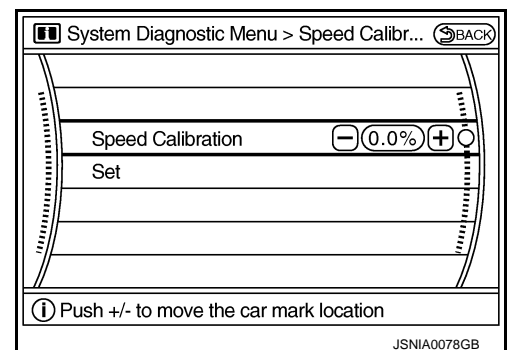 System Diagnostic Menu > Speed Calibr... BACK
Speed Calibration − 0.0% +
Set
i Push +/- to move the car mark location
JSNIA0078GB